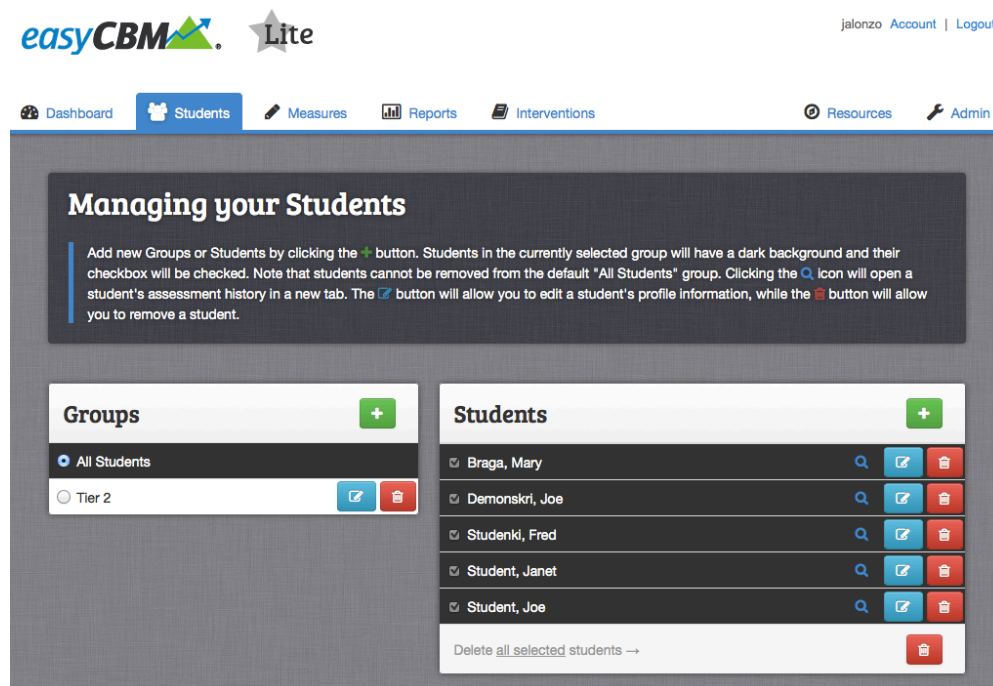 easyCBM. Lite
jalonzo Account | Logout
Dashboard Students Measures Reports Interventions Resources Admin
Managing your Students
Add new Groups or Students by clicking the + button. Students in the currently selected group will have a dark background and their
checkbox will be checked. Note that students cannot be removed from the default "All Students" group. Clicking the icon will open a
student's assessment history in a new tab. The button will allow you to edit a student's profile information, while the button will allow
you to remove a student.
Groups +
All Students
Tier 2
Students +
Braga, Mary
Demonskri, Joe
Studenki, Fred
Student, Janet
Student, Joe
Delete all selected students →